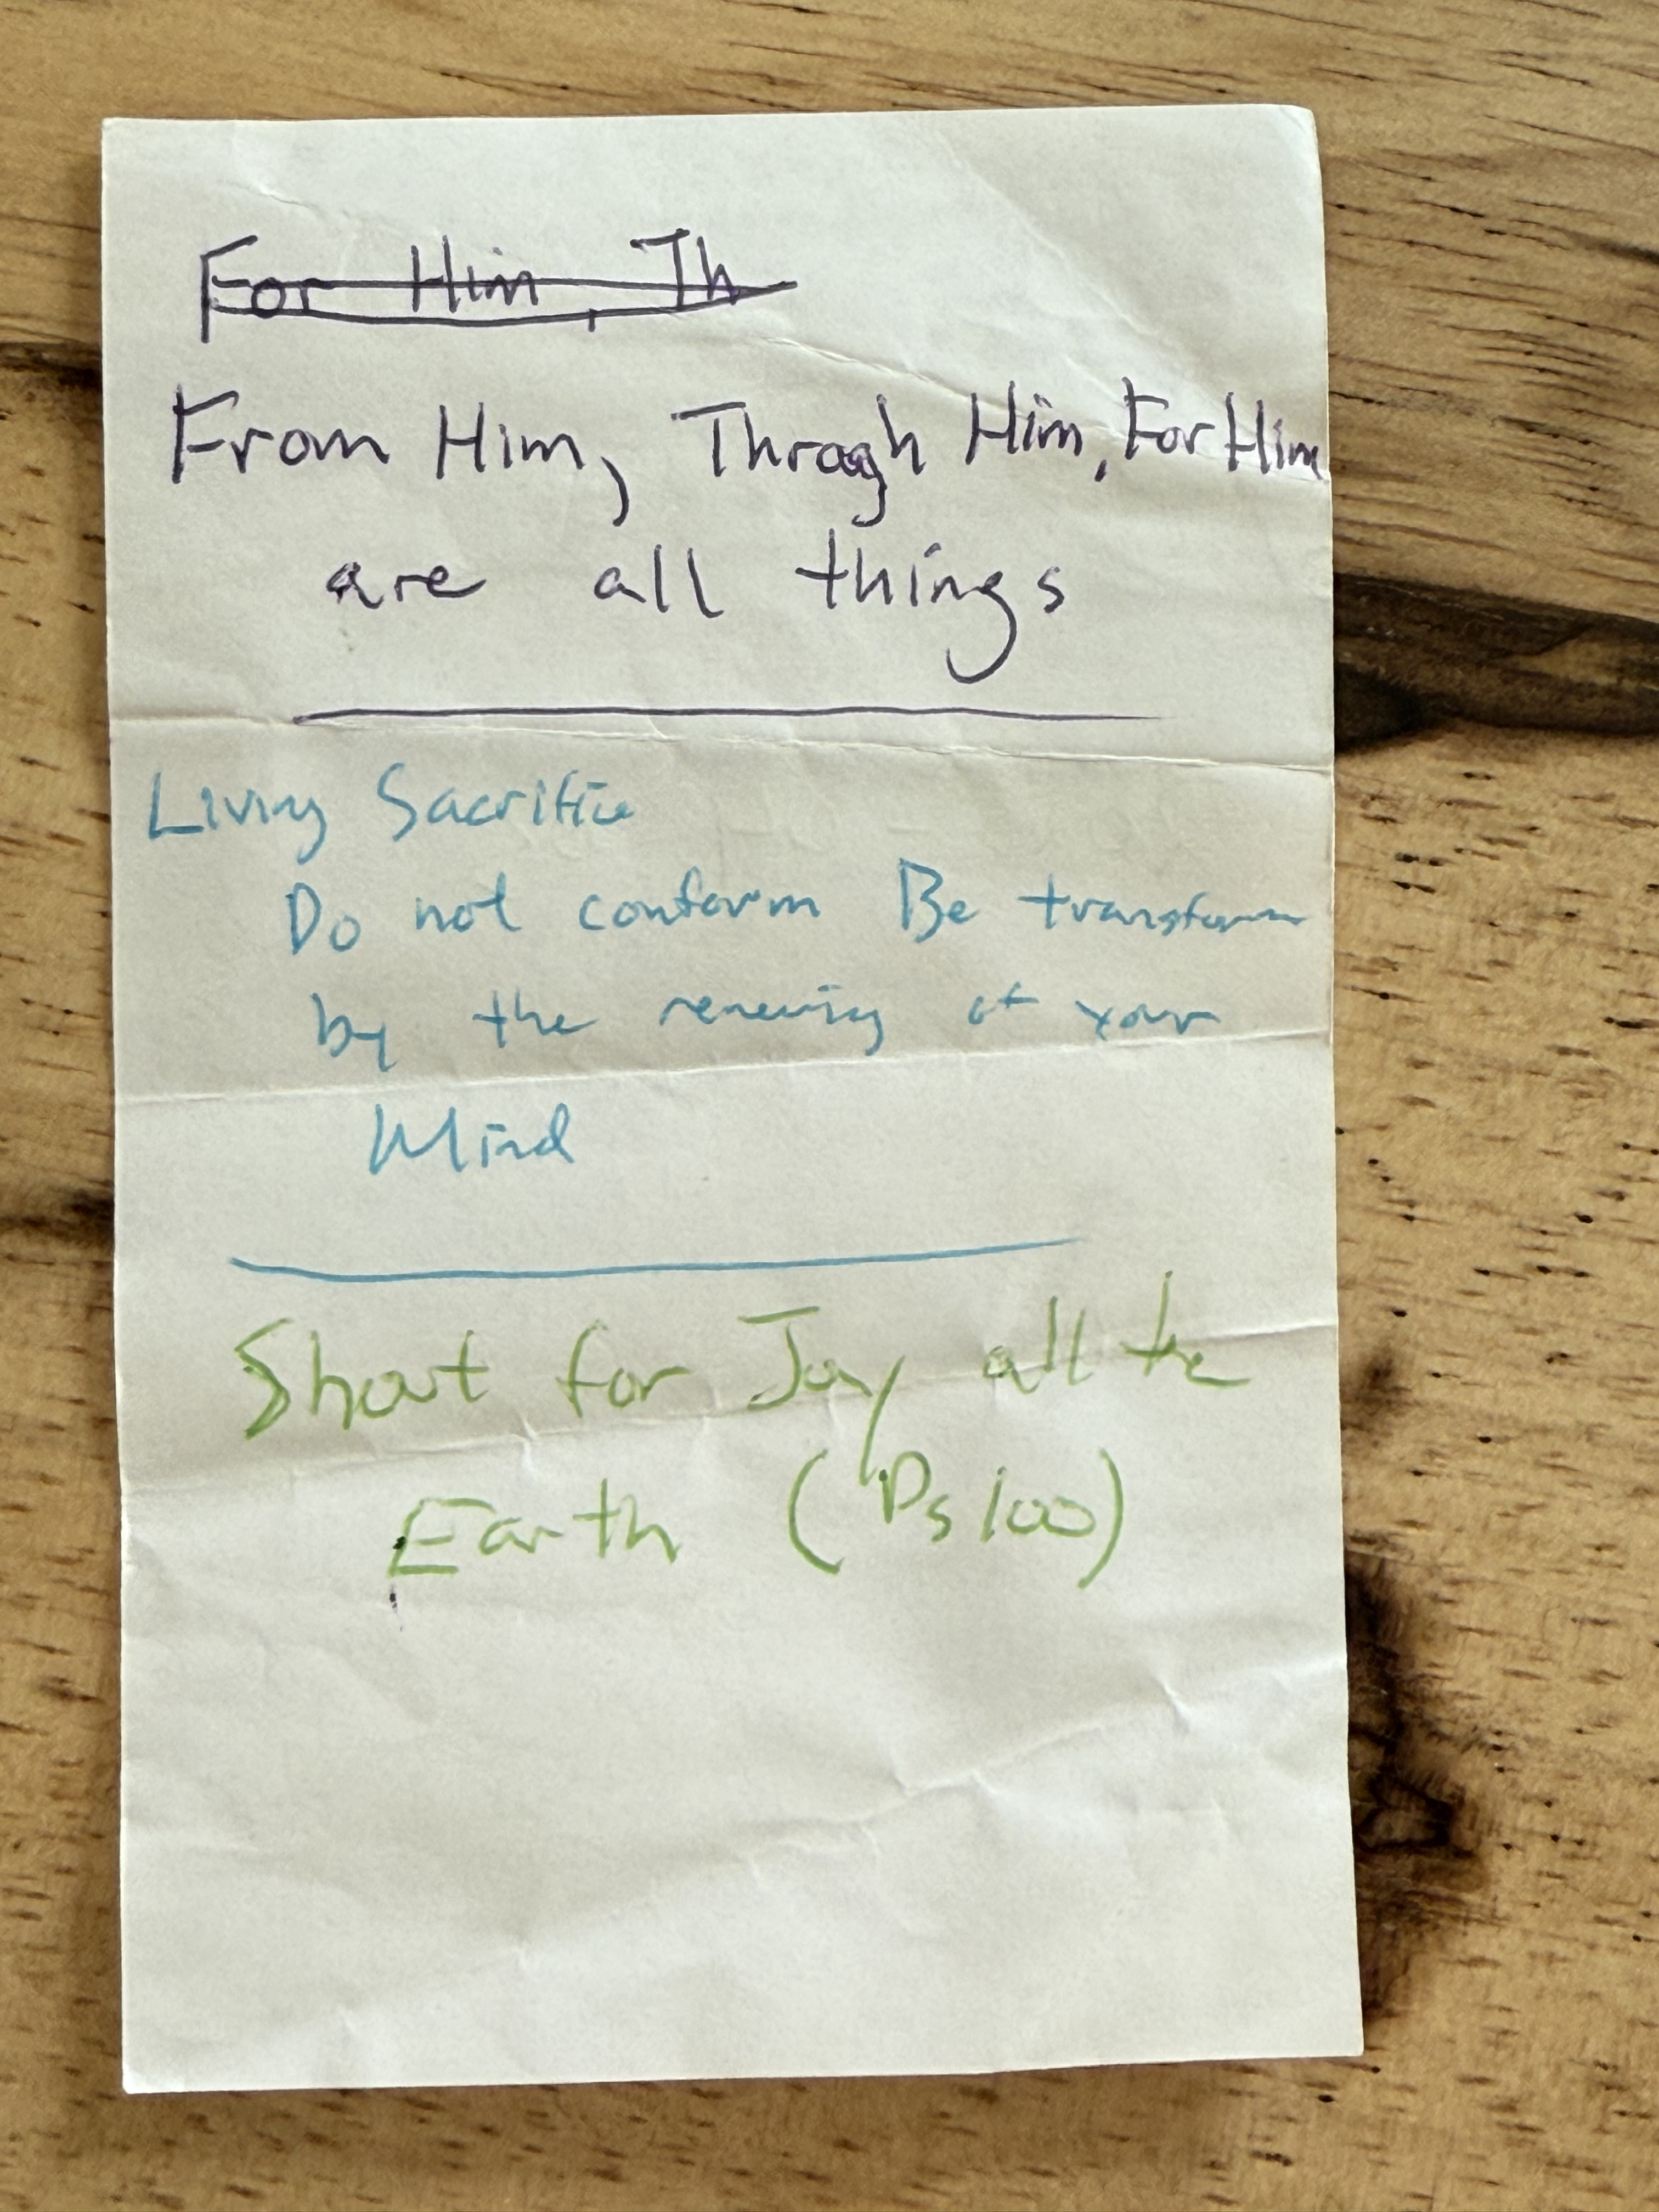 For Him, Th
From Him, Through Him, For Him
are all things
Living Sacrifice
Do not conform Be transform
by the renewing of your
Mind
Shout for Joy all the
Earth (Ps 100)